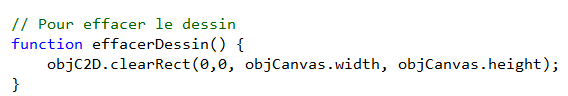 // Pour effacer le dessin
function effacerDessin() {
    objC2D.clearRect(0,0, objCanvas.width, objCanvas.height);
}